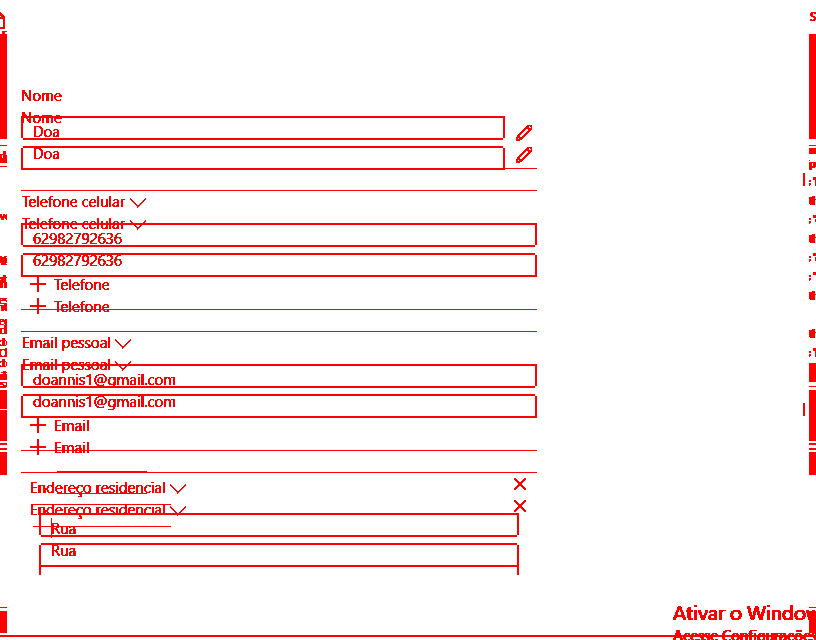 Nome
Nome
Doa
Doa
Telefone celular
Telefone celular
62982792636
62982792636
+ Telefone
+ Telefone
Email pessoal
Email pessoal
doannis1@gmail.com
doannis1@gmail.com
+ Email
+ Email
Endereço residencial
Endereço residencial
Rua
Rua
Ativar o Window
Acesse Configurações